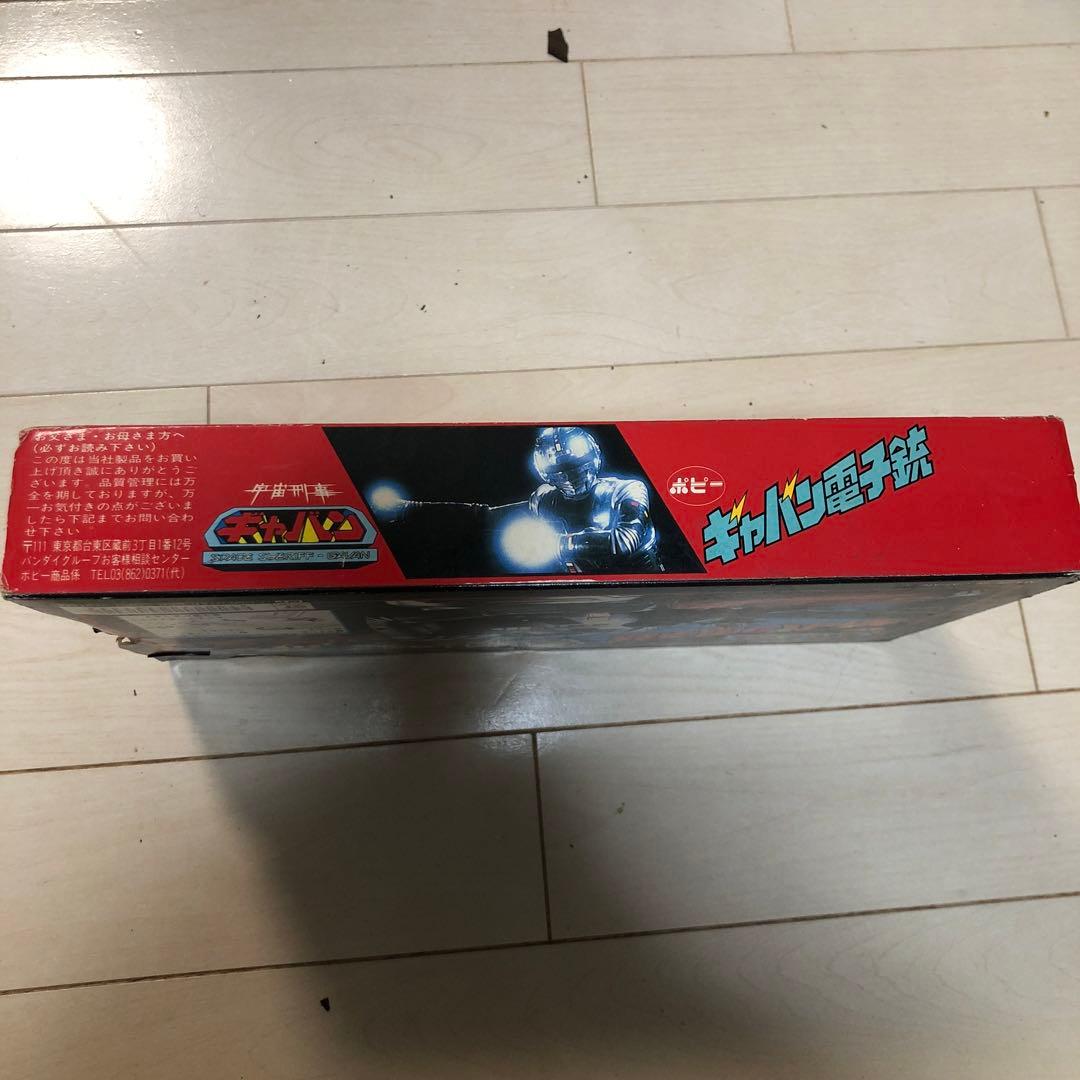 お父さま・お母さま方へ
(必ずお読み下さい)
この度は当社製品をお買い
上げ頂き誠にありがとうご
ざいます。品質管理には万
全を期しておりますが、万
一お気付きの点がございま
したら下記までお問い合わ
せ下さい
〒111 東京都台東区蔵前3丁目1番12号
バンダイグループお客様相談センター
ポピー商品係 TEL03(862)0371(代)
宇宙刑事
ギャバン
SPACE SHERIFF-GAVAN
ポピー
ギャバン電子銃